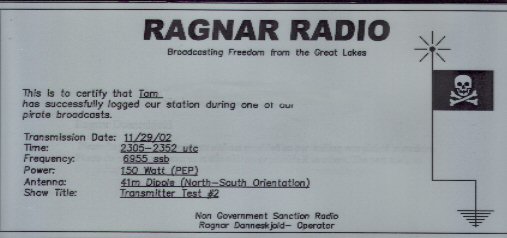 RAGNAR RADIO
Broadcasting Freedom from the Great Lakes
This is to certify that Tom
has successfully logged our station during one of our
pirate broadcasts.
Transmission Date: 11/29/02
Time: 2305-2352 utc
Frequency: 6955 ssb
Power: 150 Watt (PEP)
Antenna: 41m Dipole (North-South Orientation)
Show Title: Transmitter Test #2
Non Government Sanction Radio
Ragnar Danneskjold- Operator